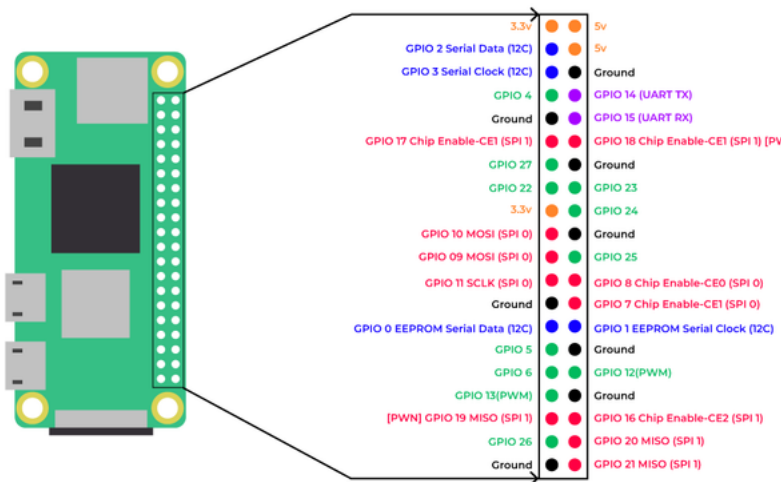 3.3v 5v
GPIO 2 Serial Data (12C) 5v
GPIO 3 Serial Clock (12C) Ground
GPIO 4 GPIO 14 (UART TX)
Ground GPIO 15 (UART RX)
GPIO 17 Chip Enable-CE1 (SPI 1) GPIO 18 Chip Enable-CE1 (SPI 1) [PW
GPIO 27 Ground
GPIO 22 GPIO 23
3.3v GPIO 24
GPIO 10 MOSI (SPI 0) Ground
GPIO 09 MOSI (SPI 0) GPIO 25
GPIO 11 SCLK (SPI 0) GPIO 8 Chip Enable-CE0 (SPI 0)
Ground GPIO 7 Chip Enable-CE1 (SPI 0)
GPIO 0 EEPROM Serial Data (12C) GPIO 1 EEPROM Serial Clock (12C)
GPIO 5 Ground
GPIO 6 GPIO 12(PWM)
GPIO 13(PWM) Ground
[PWN] GPIO 19 MISO (SPI 1) GPIO 16 Chip Enable-CE2 (SPI 1)
GPIO 26 GPIO 20 MISO (SPI 1)
Ground GPIO 21 MISO (SPI 1)